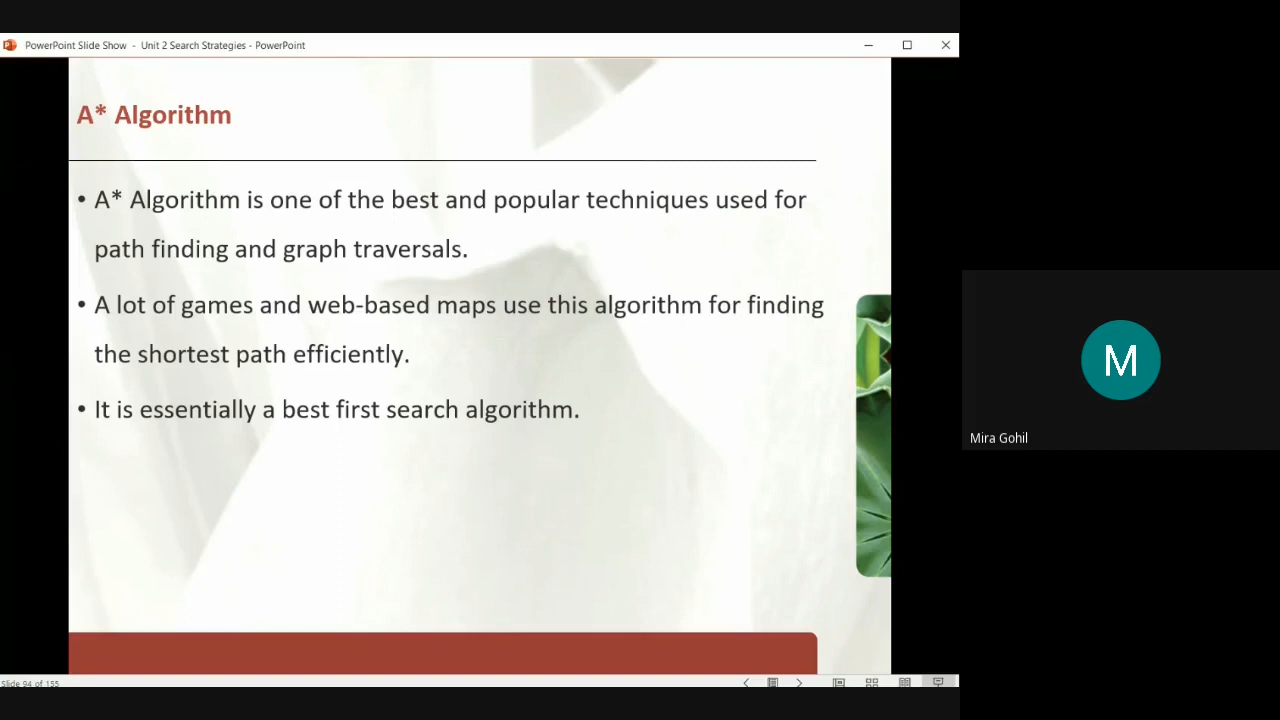 PowerPoint Slide Show - Unit 2 Search Strategies - PowerPoint
A* Algorithm
• A* Algorithm is one of the best and popular techniques used for
path finding and graph traversals.
• A lot of games and web-based maps use this algorithm for finding
the shortest path efficiently.
• It is essentially a best first search algorithm.
M
Mira Gohil
Slide 94 of 155